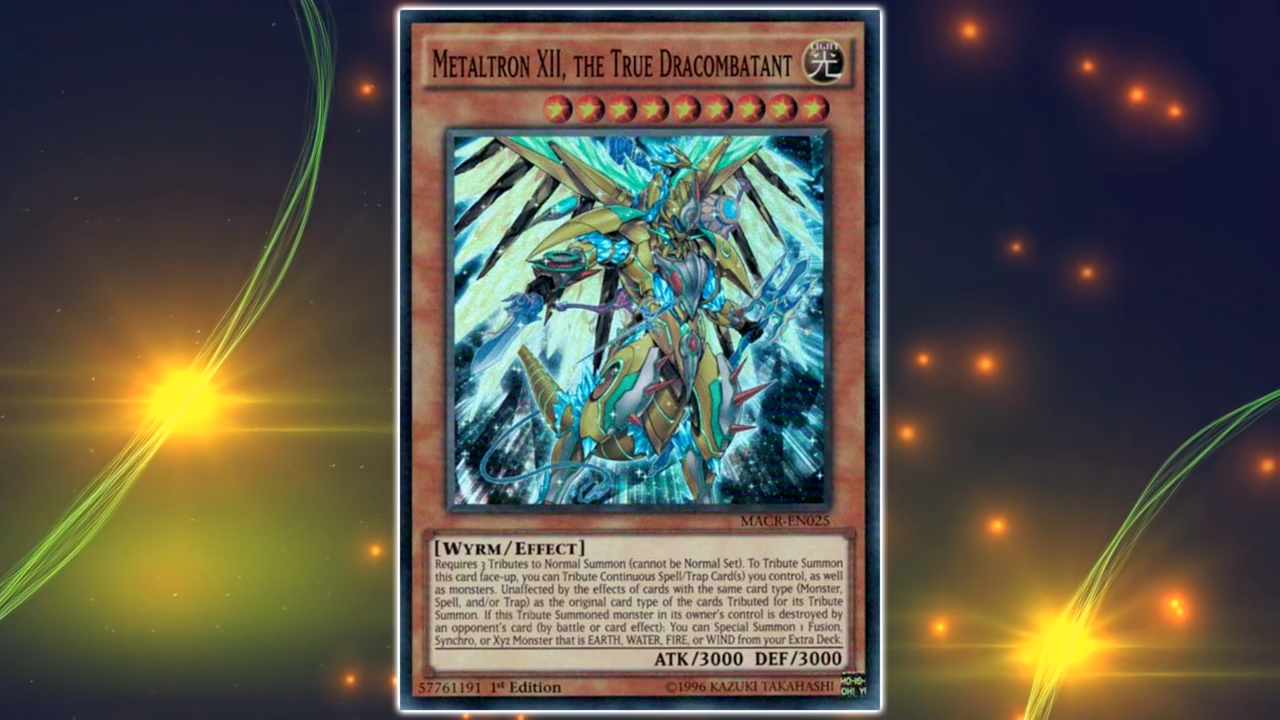 METALTRON XII, THE TRUE DRACOMBATANT
LIGHT
光
MACR-EN025
[WYRM/EFFECT]
Requires 3 Tributes to Normal Summon (cannot be Normal Set). To Tribute Summon
this card face-up, you can Tribute Continuous Spell/Trap Card(s) you control, as well
as monsters. Unaffected by the effects of cards with the same card type (Monster,
Spell, and/or Trap) as the original card type of the cards Tributed for its Tribute
Summon. If this Tribute Summoned monster in its owner's control is destroyed by
an opponent's card (by battle or card effect): You can Special Summon 1 Fusion,
Synchro, or Xyz Monster that is EARTH, WATER, FIRE, or WIND from your Extra Deck.
ATK/3000 DEF/3000
57761191 1st Edition ©1996 KAZUKI TAKAHASHI